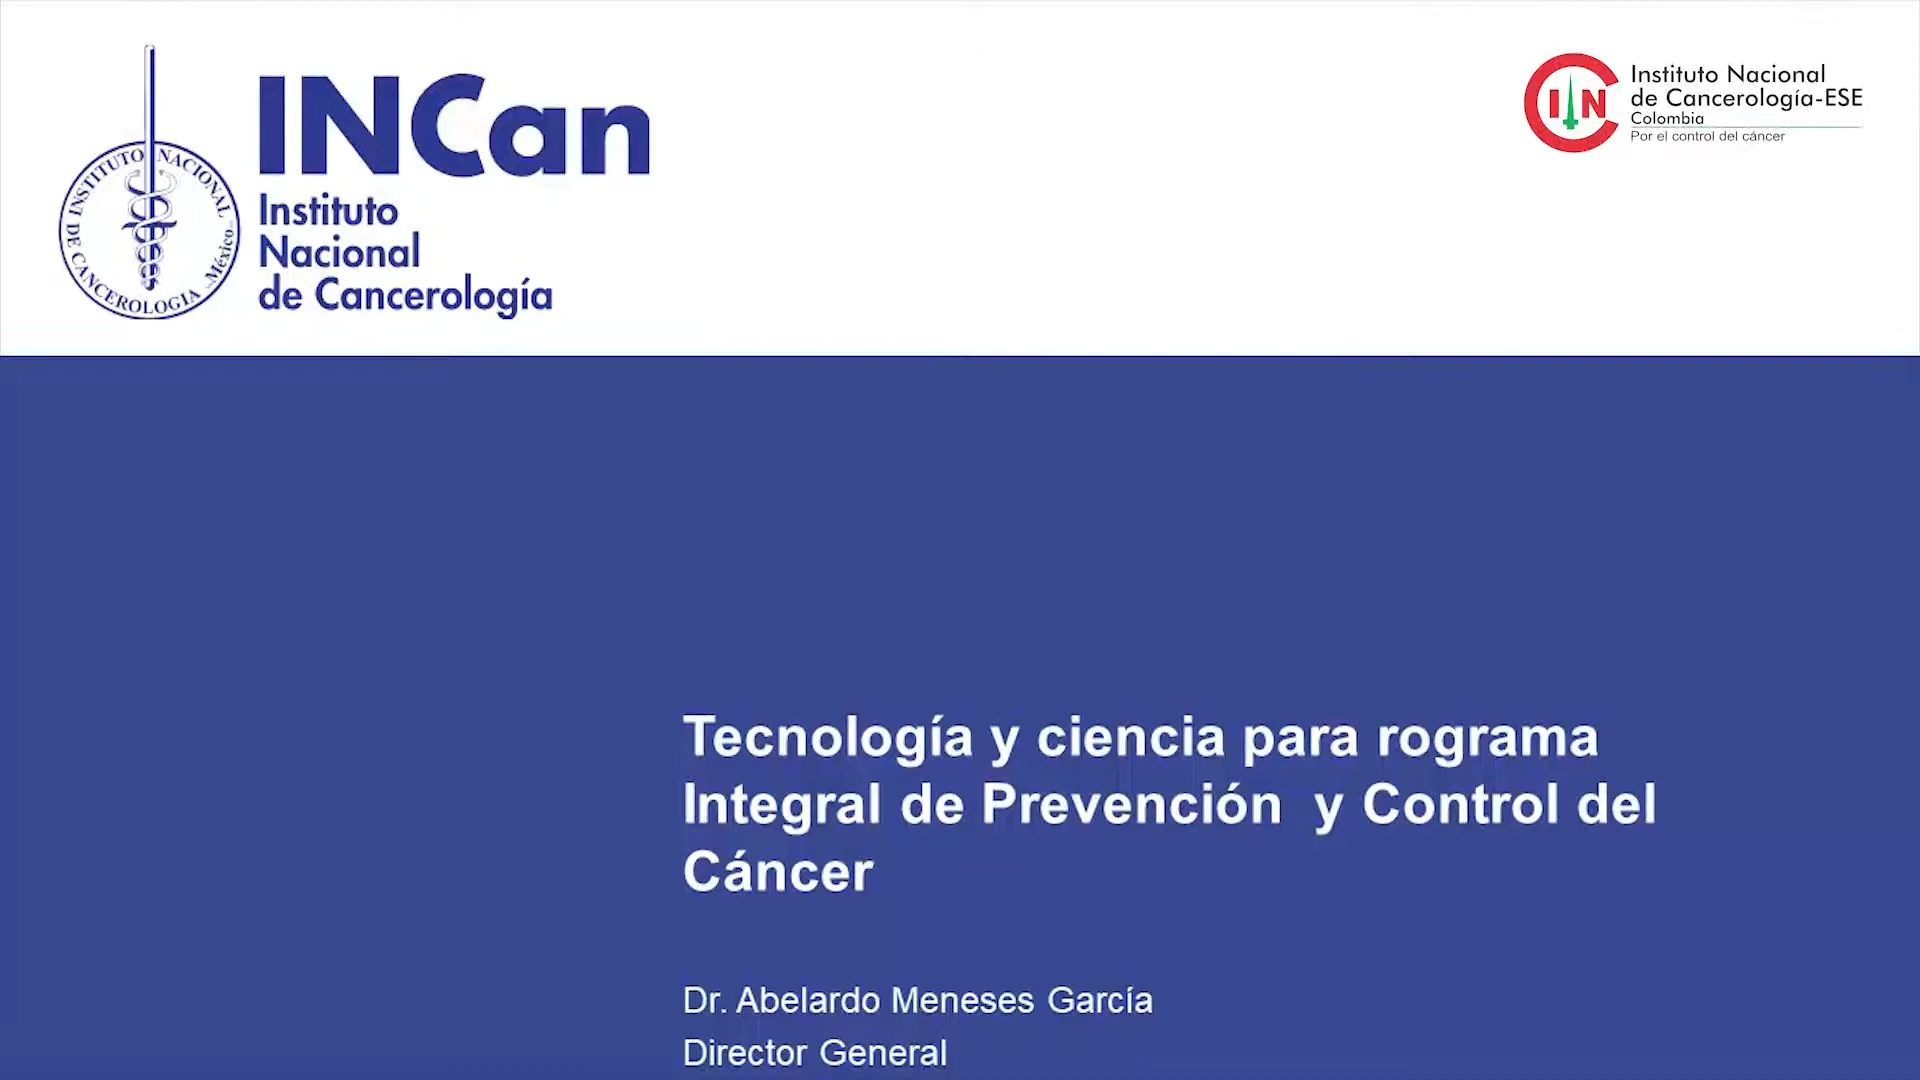 INCan
Instituto
Nacional
de Cancerología
INSTITUTO NACIONAL
DE CANCEROLOGIA
México
CIN
Instituto Nacional
de Cancerología-ESE
Colombia
Por el control del cáncer
Tecnología y ciencia para rograma
Integral de Prevención y Control del
Cáncer
Dr. Abelardo Meneses García
Director General